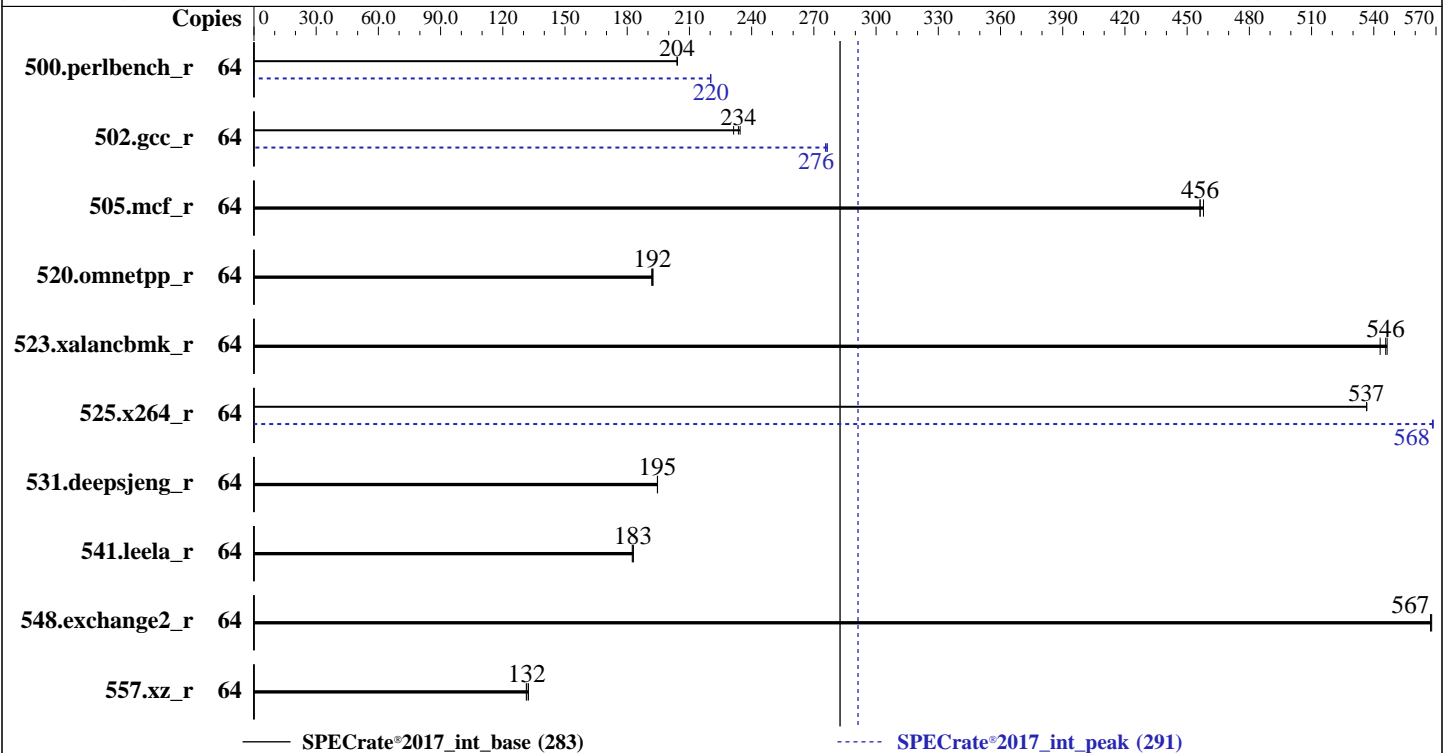 Copies 0 30.0 60.0 90.0 120 150 180 210 240 270 300 330 360 390 420 450 480 510 540 570
204
500.perlbench_r 64
220
234
502.gcc_r 64
276
456
505.mcf_r 64
192
520.omnetpp_r 64
546
523.xalancbmk_r 64
537
525.x264_r 64
568
195
531.deepsjeng_r 64
183
541.leela_r 64
567
548.exchange2_r 64
132
557.xz_r 64
SPECrate®2017_int_base (283) SPECrate®2017_int_peak (291)